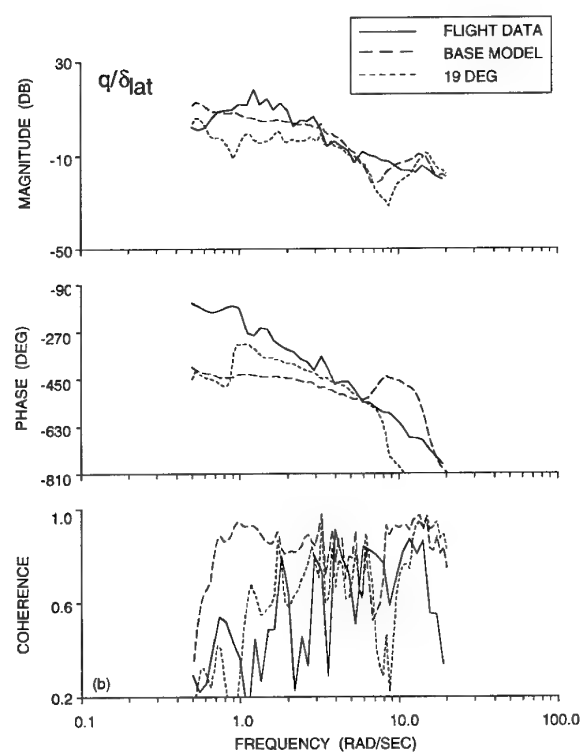 FLIGHT DATA
BASE MODEL
19 DEG
q/δlat
MAGNITUDE (DB)
30
-10
-50
PHASE (DEG)
-90
-270
-450
-630
-810
COHERENCE
1.0
0.6
0.2
(b)
0.1
1.0
10.0
100.0
FREQUENCY (RAD/SEC)